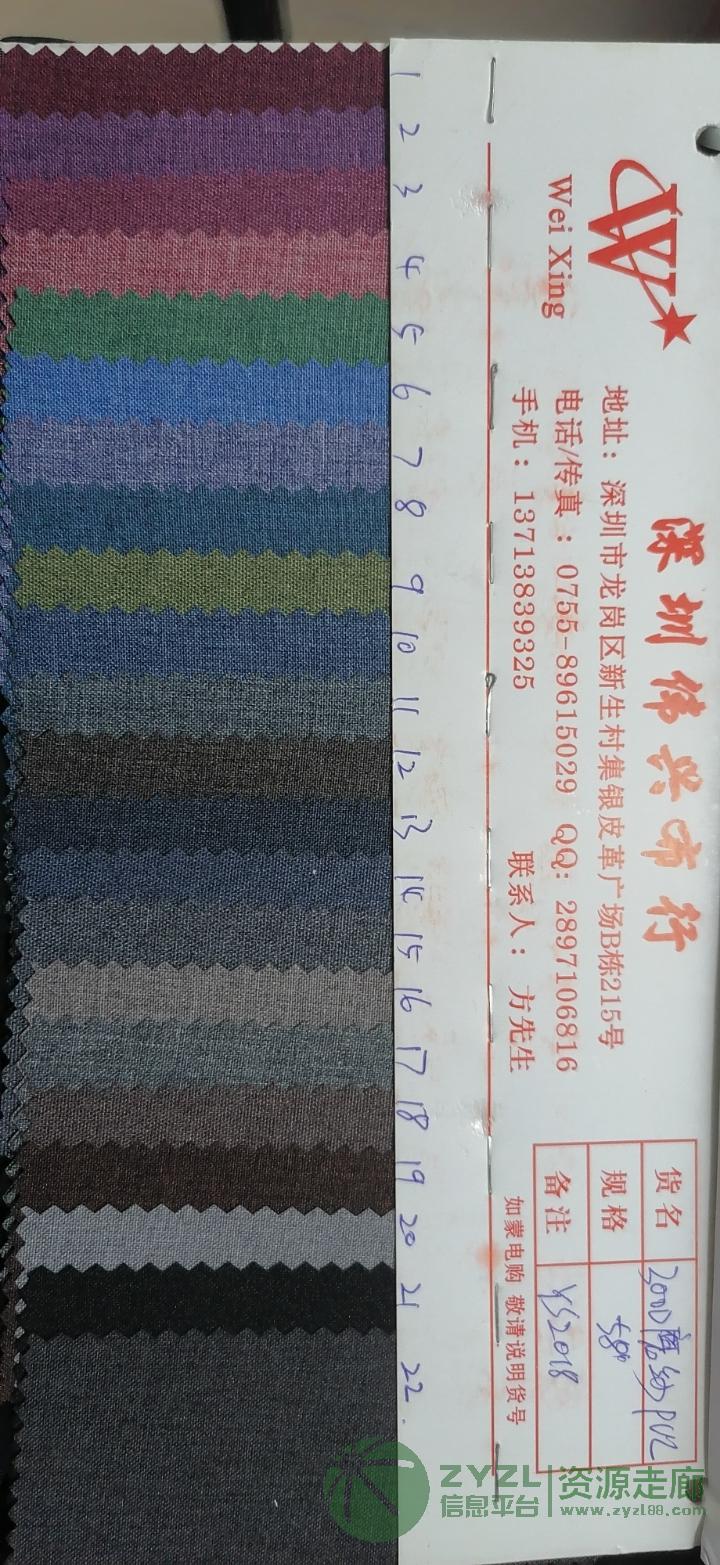 Wei Xing
深圳伟兴布行
地址：深圳市龙岗区新生村集银皮革广场B栋215号
电话/传真：0755-89615029 QQ: 2897106816
手机：13713839325 联系人：方先生
货名 300D PVC
规格 58"
备注 YS2018
如蒙电购 敬请说明货号
1
2
3
4
5
6
7
8
9
10
11
12
13
14
15
16
17
18
19
20
21
22
ZYZL 资源走廊
信息平台 www.zyzl88.com